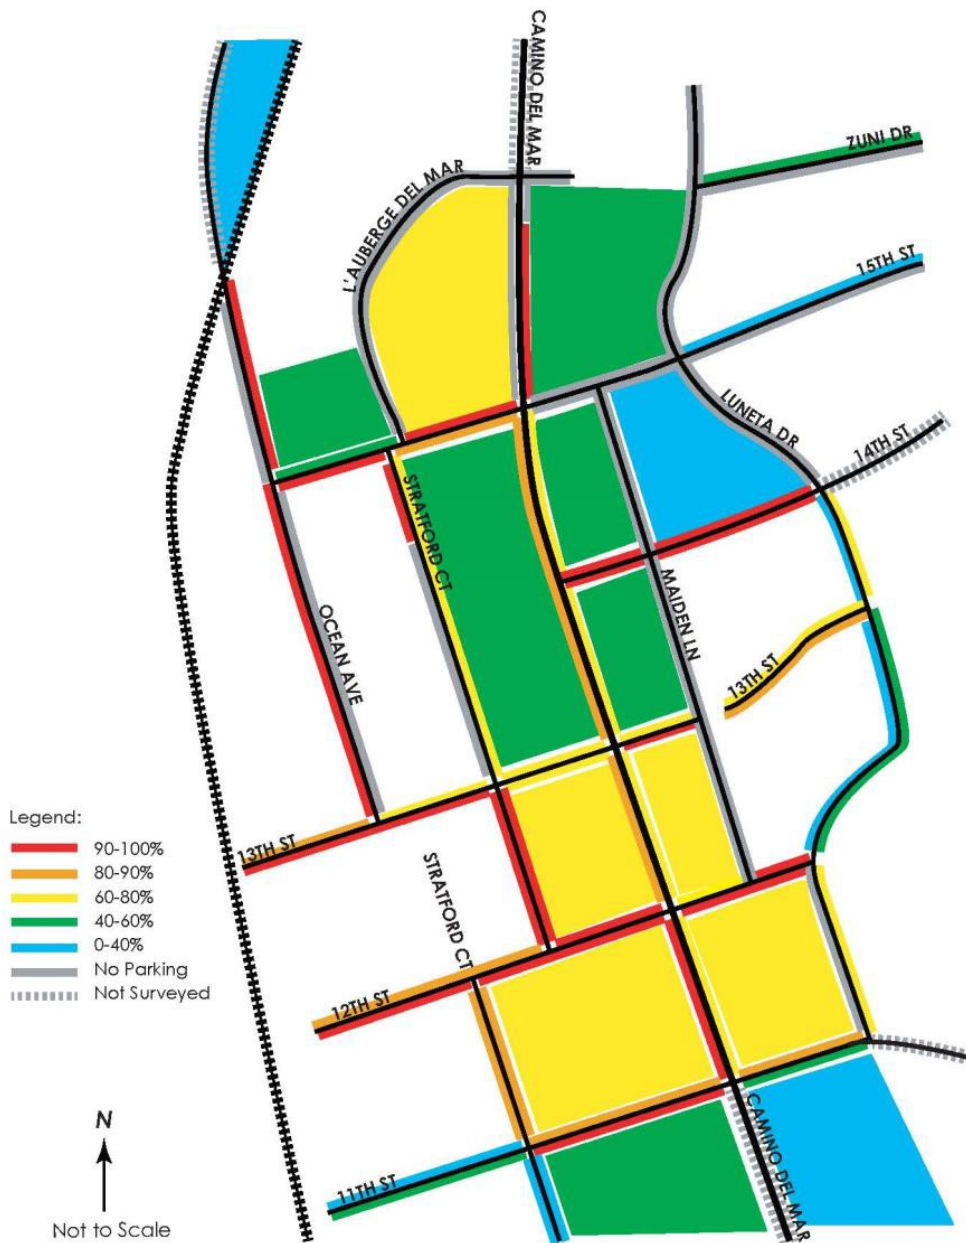 CAMINO DEL MAR
ZUNI DR
L'AUBERGE DEL MAR
15TH ST
LUNETA DR
14TH ST
STRATFORD CT
OCEAN AVE
MAIDEN LN
13TH ST
Legend:
90-100%
80-90%
60-80%
40-60%
0-40%
No Parking
Not Surveyed
13TH ST
STRATFORD CT
12TH ST
CAMINO DEL MAR
11TH ST
N
Not to Scale